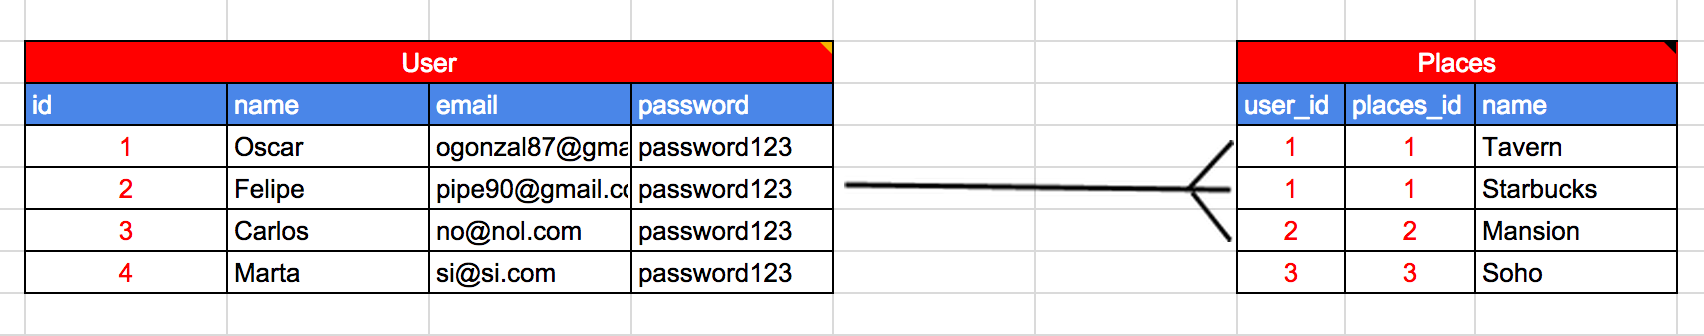 User Places
id name email password user_id places_id name
1 Oscar ogonzal87@gma password123 1 1 Tavern
2 Felipe pipe90@gmail.co password123 1 1 Starbucks
3 Carlos no@nol.com password123 2 2 Mansion
4 Marta si@si.com password123 3 3 Soho